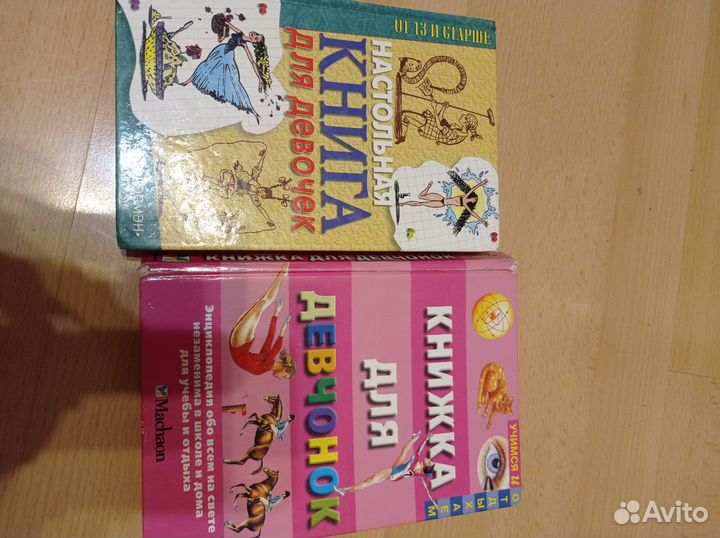 ОТ 13 И СТАРШЕ
НАСТОЛЬНАЯ
КНИГА
ДЛЯ ДЕВОЧЕК
КНИЖКА ДЛЯ ДЕВЧОНОК
УЧИМСЯ И
ОТДЫХАЕМ
КНИЖКА
ДЛЯ
ДЕВЧОНОК
Энциклопедия обо всем на свете
незаменима в школе и дома
для учебы и отдыха
Machaon
Avito